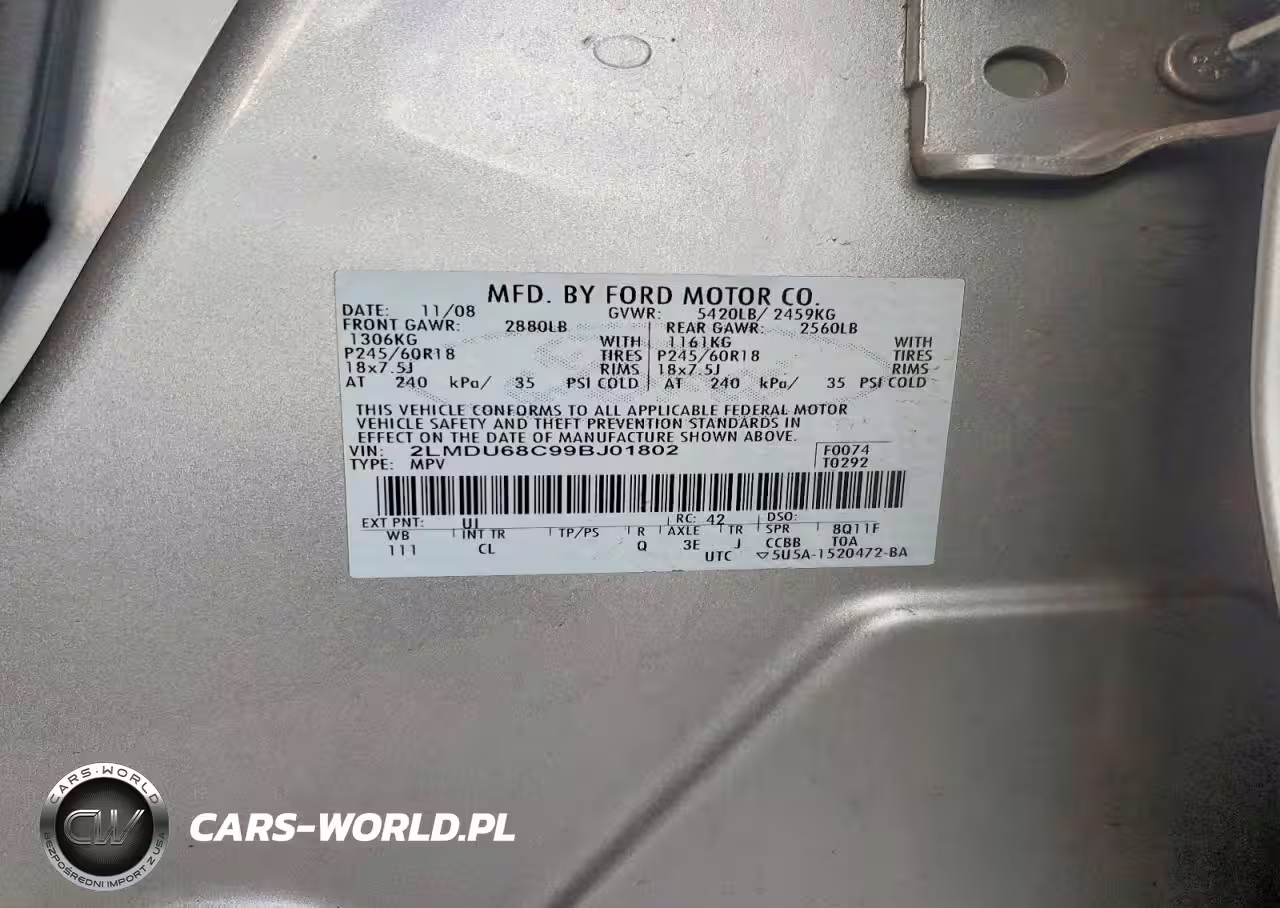 MFD. BY FORD MOTOR CO.
DATE: 11/08 GVWR: 5420LB/ 2459KG
FRONT GAWR: 2880LB REAR GAWR: 2560LB
1306KG WITH 1161KG WITH
P245/60R18 TIRES P245/60R18 TIRES
18x7.5J RIMS 18x7.5J RIMS
AT 240 kPa/ 35 PSI COLD AT 240 kPa/ 35 PSI COLD
THIS VEHICLE CONFORMS TO ALL APPLICABLE FEDERAL MOTOR
VEHICLE SAFETY AND THEFT PREVENTION STANDARDS IN
EFFECT ON THE DATE OF MANUFACTURE SHOWN ABOVE.
VIN: 2LMDU68C99BJ01802 F0074
TYPE: MPV T0292
EXT PNT: UJ RC: 42 DSO:
WB INT TR TP/PS R AXLE TR SPR 8Q11F
111 CL Q 3E J CCBB T0A
UTC ▽5U5A-1520472-BA
CARS-WORLD
CW
BEZPOŚREDNI IMPORT Z USA
CARS-WORLD.PL